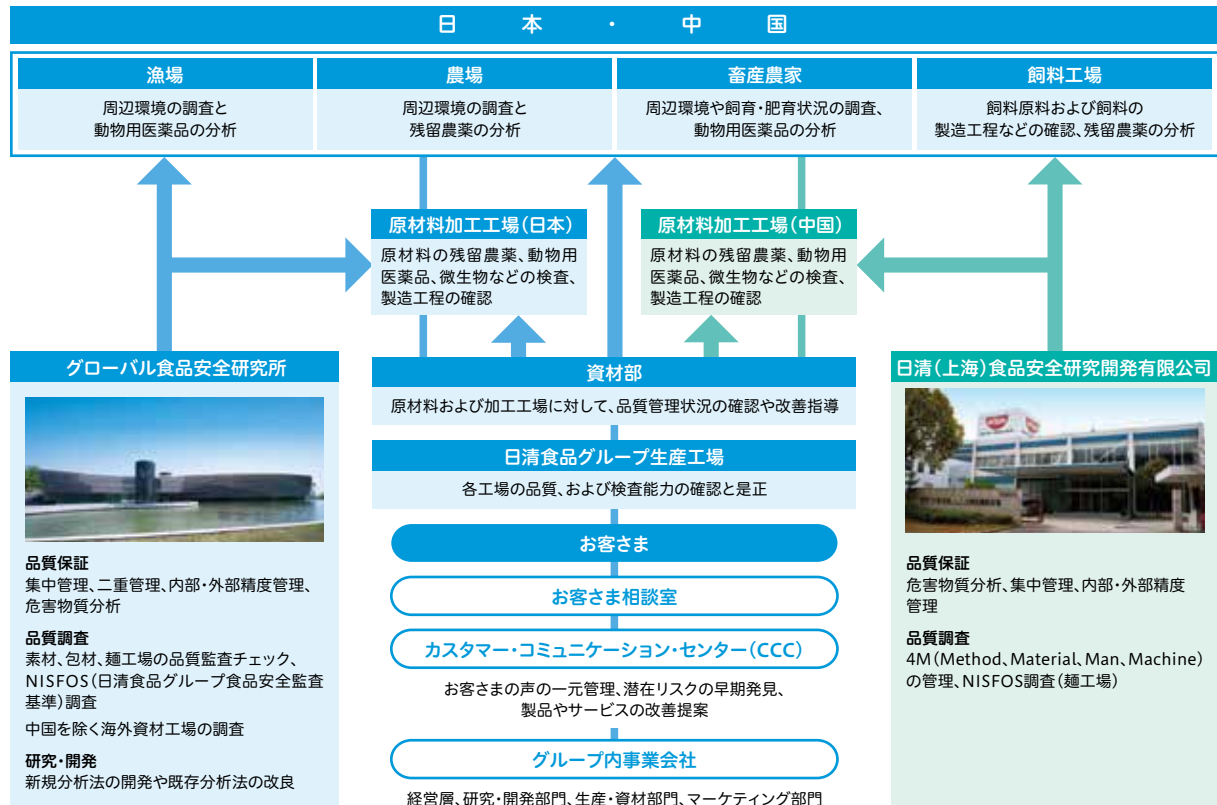 日本・中国
漁場
周辺環境の調査と
動物用医薬品の分析
農場
周辺環境の調査と
残留農薬の分析
畜産農家
周辺環境や飼育・肥育状況の調査、
動物用医薬品の分析
飼料工場
飼料原料および飼料の
製造工程などの確認、残留農薬の分析
原材料加工工場(日本)
原材料の残留農薬、動物用
医薬品、微生物などの検査、
製造工程の確認
原材料加工工場(中国)
原材料の残留農薬、動物用
医薬品、微生物などの検査、
製造工程の確認
グローバル食品安全研究所
品質保証
集中管理、二重管理、内部・外部精度管理、
危害物質分析
品質調査
素材、包材、麺工場の品質監査チェック、
NISFOS(日清食品グループ食品安全監査
基準)調査
中国を除く海外資材工場の調査
研究・開発
新規分析法の開発や既存分析法の改良
資材部
原材料および加工工場に対して、品質管理状況の確認や改善指導
日清食品グループ生産工場
各工場の品質、および検査能力の確認と是正
お客さま
お客さま相談室
カスタマー・コミュニケーション・センター(CCC)
お客さまの声の一元管理、潜在リスクの早期発見、
製品やサービスの改善提案
グループ内事業会社
経営層、研究・開発部門、生産・資材部門、マーケティング部門
日清(上海)食品安全研究開発有限公司
品質保証
危害物質分析、集中管理、内部・外部精度
管理
品質調査
4M(Method、Material、Man、Machine)
の管理、NISFOS調査(麺工場)